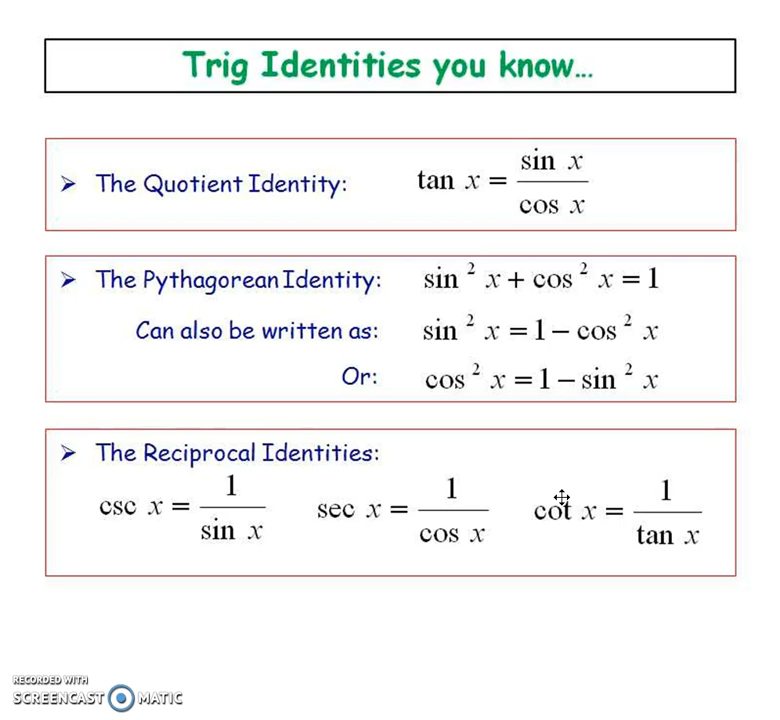 Trig Identities you know...
➢ The Quotient Identity: tan x = sin x / cos x
➢ The Pythagorean Identity: sin² x + cos² x = 1
Can also be written as: sin² x = 1 − cos² x
Or: cos² x = 1 − sin² x
➢ The Reciprocal Identities:
csc x = 1 / sin x sec x = 1 / cos x cot x = 1 / tan x
RECORDED WITH
SCREENCAST MATIC